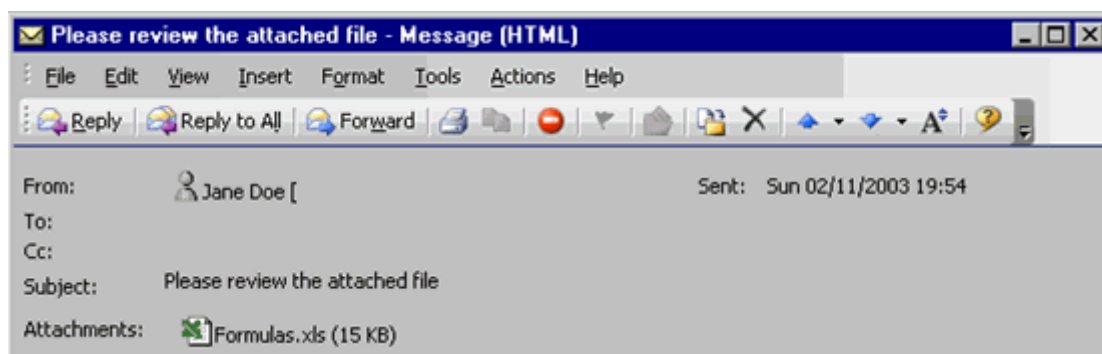 Please review the attached file - Message (HTML)
File Edit View Insert Format Tools Actions Help
Reply Reply to All Forward A
From: Jane Doe [ Sent: Sun 02/11/2003 19:54
To:
Cc:
Subject: Please review the attached file
Attachments: Formulas.xls (15 KB)